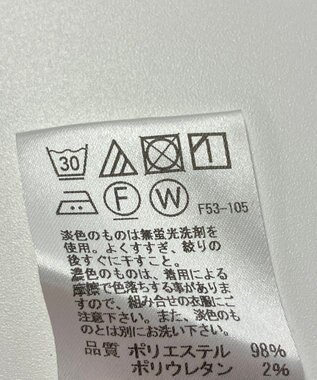 30
F W F53-105
淡色のものは無蛍光洗剤を
使用。よくすすぎ、絞りの
後すぐに干すこと。
濃色のものは、着用による
摩擦で色落ちする事がありま
すので、組み合せの衣服にご
注意下さい。また、淡色のも
のとは別にお洗い下さい。
品質 ポリエステル 98%
ポリウレタン 2%